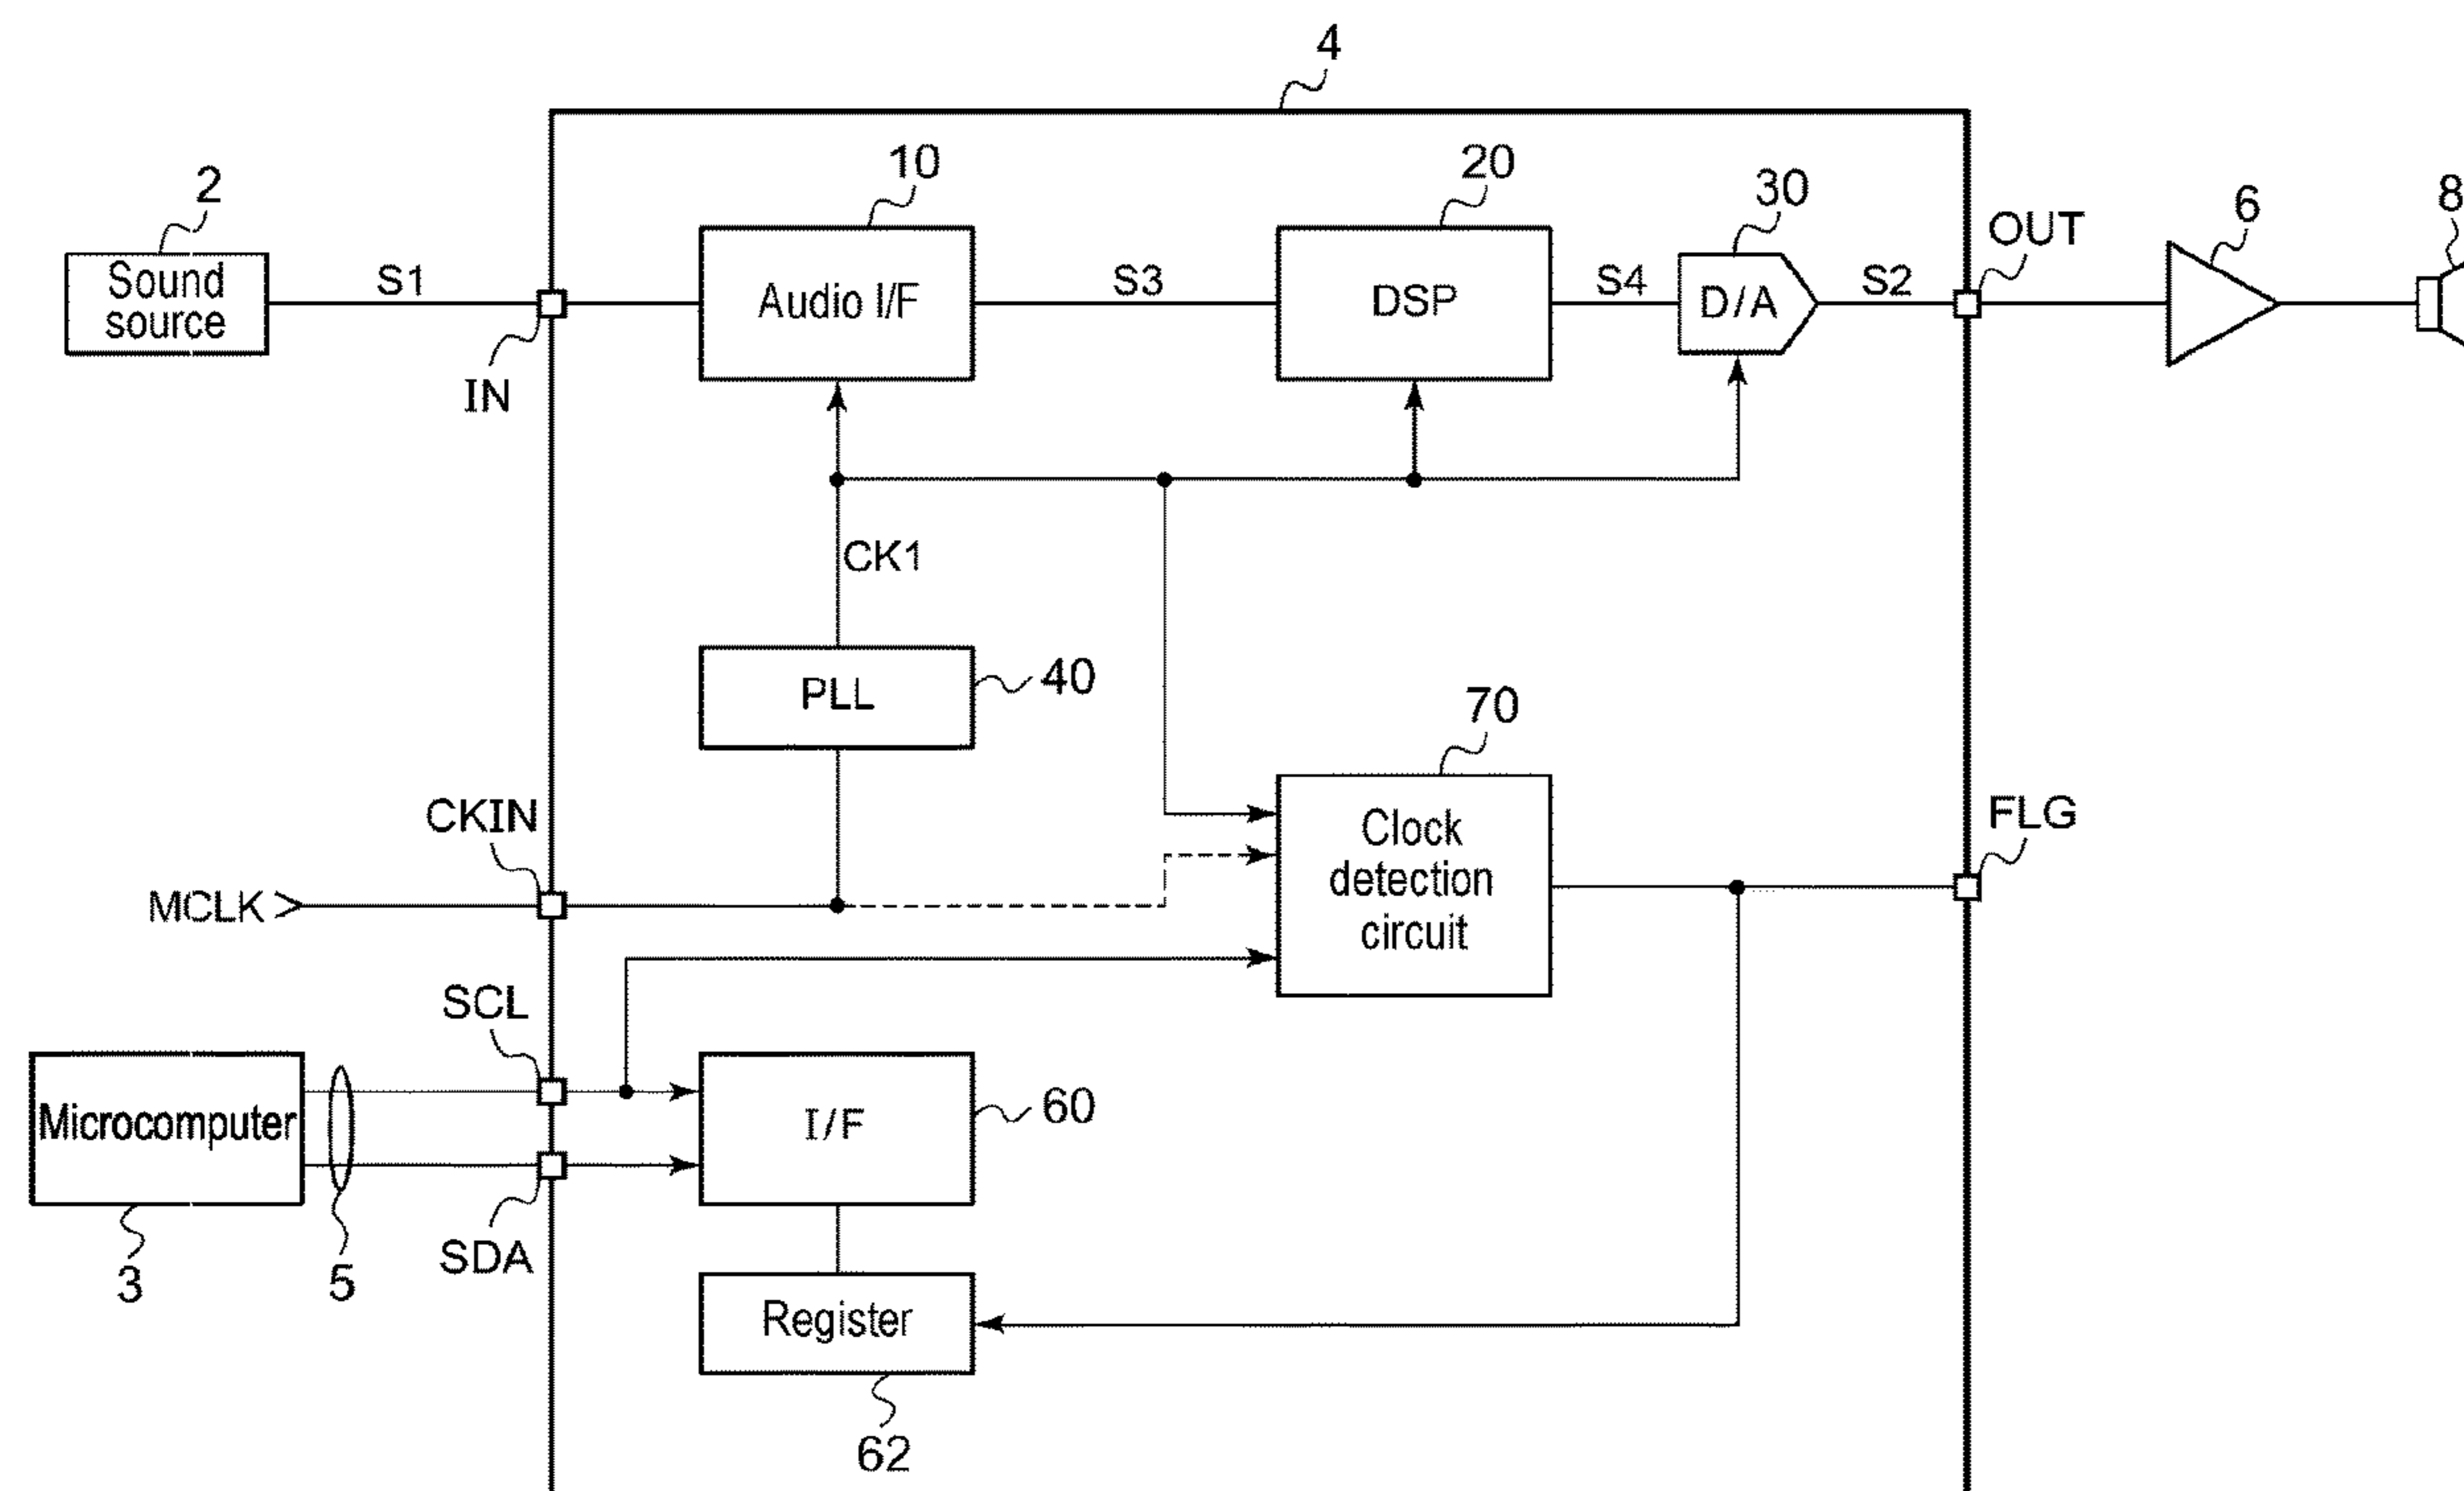 4
2
10
20
30
OUT
6
8
Sound
source
S1
Audio I/F
S3
DSP
S4
D/A
S2
IN
CK1
PLL
40
70
CKIN
Clock
detection
circuit
FLG
MCLK
SCL
Microcomputer
I/F
60
SDA
3
5
Register
62